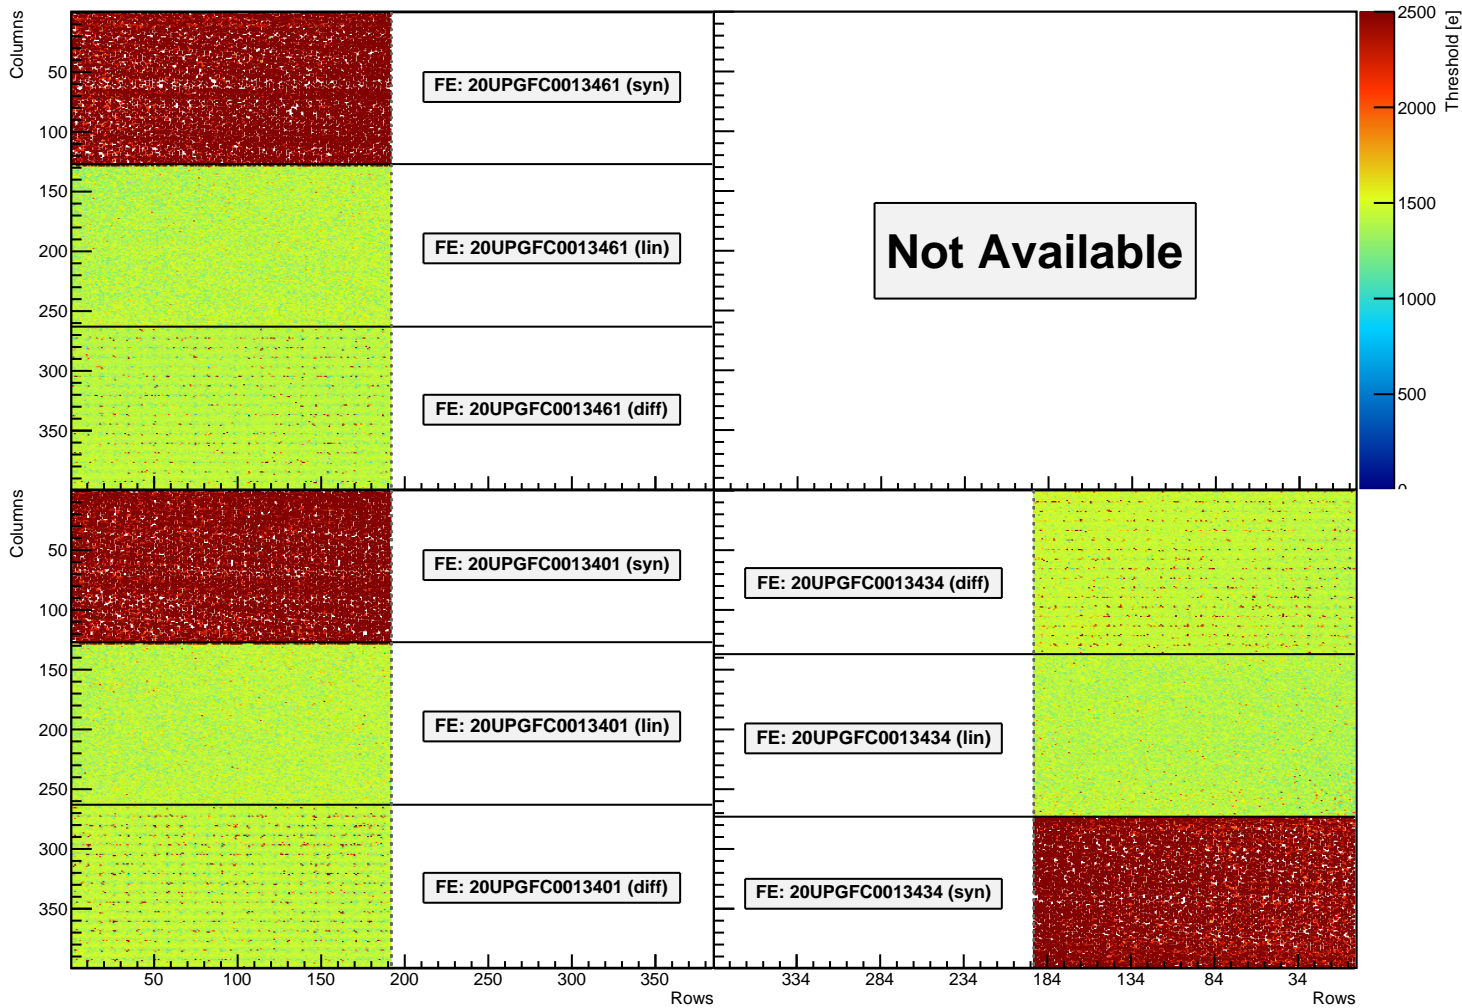 Columns
50
100
150
200
250
300
350
FE: 20UPGFC0013461 (syn)
FE: 20UPGFC0013461 (lin)
FE: 20UPGFC0013461 (diff)
Not Available
2500
2000
1500
1000
500
0
Threshold [e]
Columns
50
100
150
200
250
300
350
FE: 20UPGFC0013401 (syn)
FE: 20UPGFC0013401 (lin)
FE: 20UPGFC0013401 (diff)
FE: 20UPGFC0013434 (diff)
FE: 20UPGFC0013434 (lin)
FE: 20UPGFC0013434 (syn)
50 100 150 200 250 300 350
Rows
334 284 234 184 134 84 34
Rows